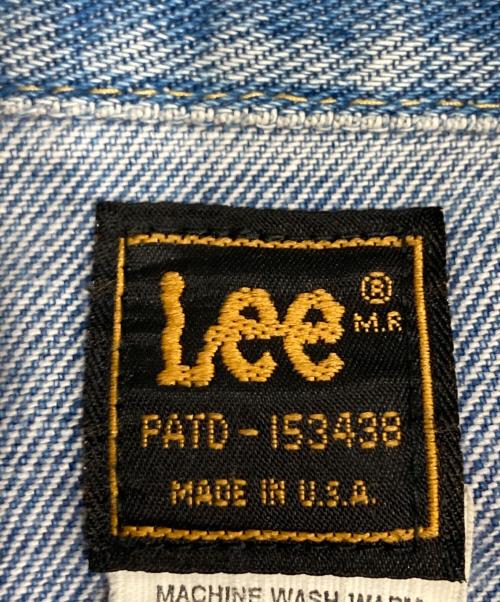 Lee ®
M.R
PATD-153438
MADE IN U.S.A.
MACHINE WASH WARM